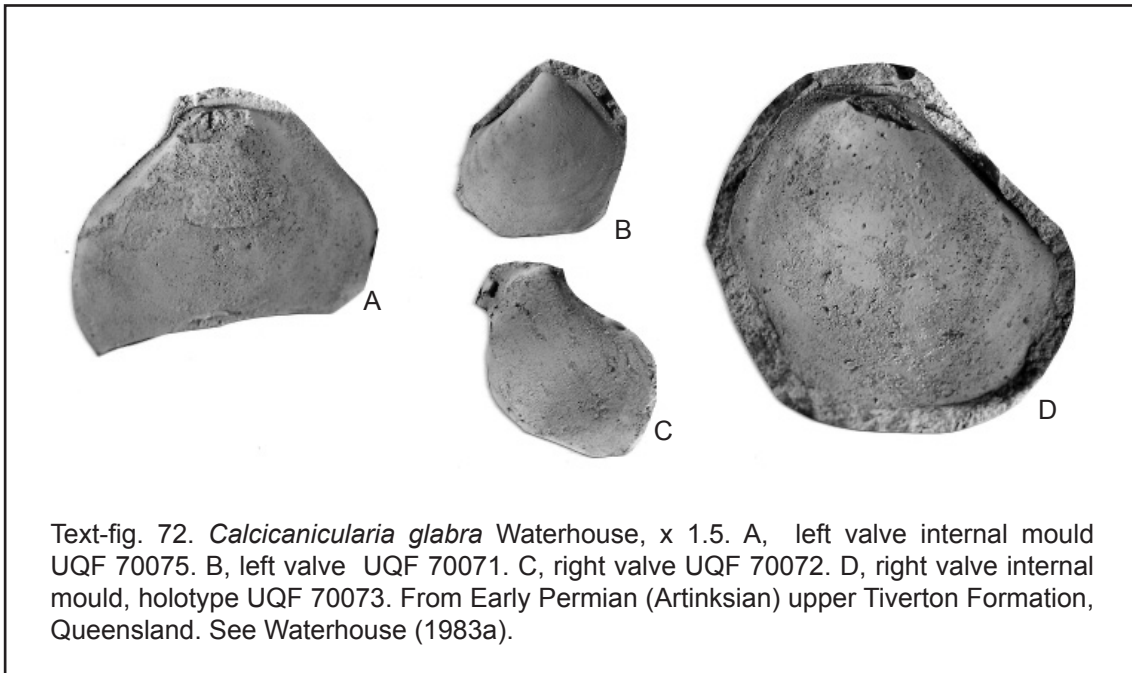 A
B
C
D
Text-fig. 72. Calcicanicularia glabra Waterhouse, x 1.5. A, left valve internal mould
UQF 70075. B, left valve UQF 70071. C, right valve UQF 70072. D, right valve internal
mould, holotype UQF 70073. From Early Permian (Artinksian) upper Tiverton Formation,
Queensland. See Waterhouse (1983a).